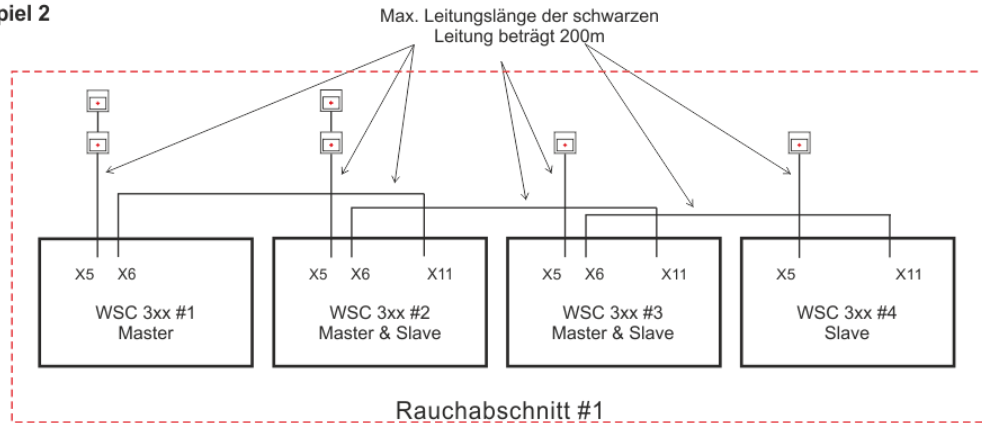 piel 2
Max. Leitungslänge der schwarzen
Leitung beträgt 200m
X5 X6
WSC 3xx #1
Master
X5 X6 X11
WSC 3xx #2
Master & Slave
X5 X6 X11
WSC 3xx #3
Master & Slave
X5 X11
WSC 3xx #4
Slave
Rauchabschnitt #1